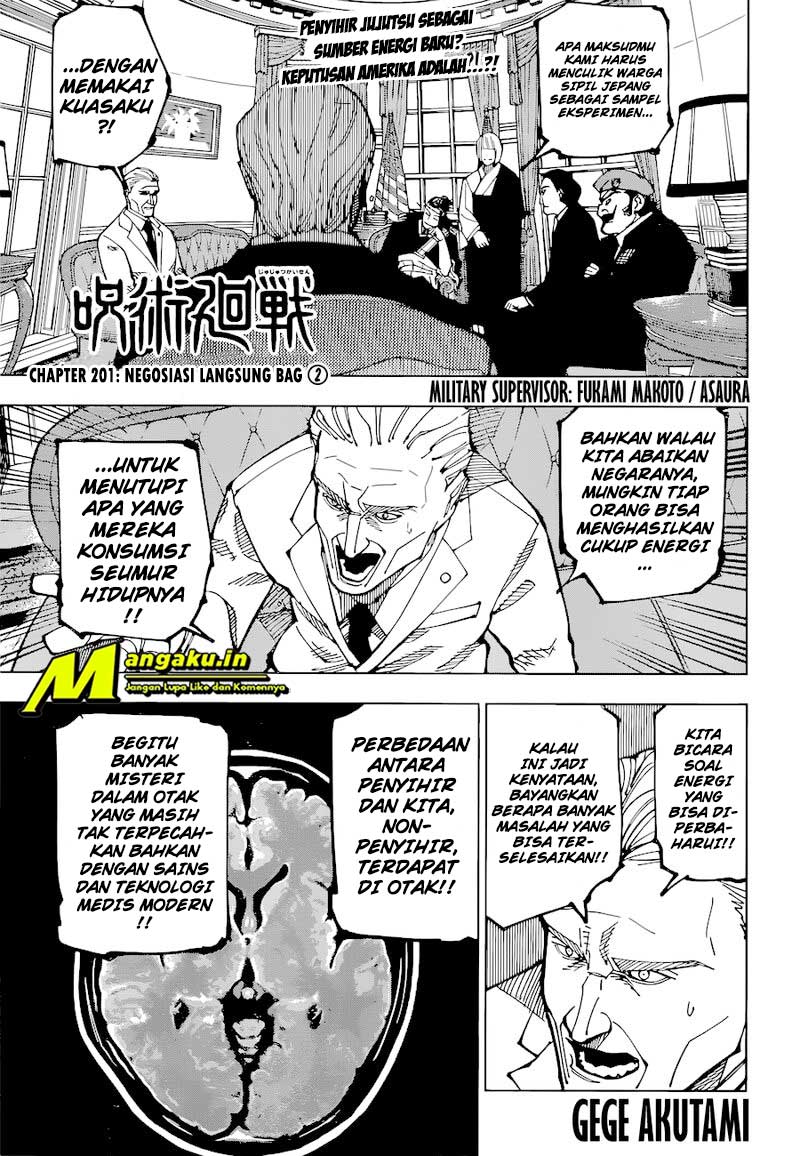 PENYIHIR JUJUTSU SEBAGAI
SUMBER ENERGI BARU?
KEPUTUSAN AMERIKA ADALAH...?!
APA MAKSUDMU
KAMI HARUS
MENCULIK WARGA
SIPIL JEPANG
SEBAGAI SAMPEL
EKSPERIMEN...
...DENGAN
MEMAKAI
KUASAKU
?!
じゅじゅつかいせん
呪術廻戦
CHAPTER 201: NEGOSIASI LANGSUNG BAG ②
MILITARY SUPERVISOR: FUKAMI MAKOTO / ASAURA
BAHKAN WALAU
KITA ABAIKAN
NEGARANYA,
MUNGKIN TIAP
ORANG BISA
MENGHASILKAN
CUKUP ENERGI
...
...UNTUK
MENUTUPI
APA YANG
MEREKA
KONSUMSI
SEUMUR
HIDUPNYA
!!
Mangaku.in
Jangan Lupa Like dan Komennya
KITA
BICARA
SOAL
ENERGI
YANG
BISA DI-
PERBA-
HARUI!!
KALAU
INI JADI
KENYATAAN,
BAYANGKAN
BERAPA BANYAK
MASALAH YANG
BISA TER-
SELESAIKAN!!
PERBEDAAN
ANTARA
PENYIHIR
DAN KITA,
NON-
PENYIHIR,
TERDAPAT
DI OTAK!!
BEGITU
BANYAK
MISTERI
DALAM OTAK
YANG MASIH
TAK TERPECAH-
KAN BAHKAN
DENGAN SAINS
DAN TEKNOLOGI
MEDIS MODERN
!!
GEGE AKUTAMI